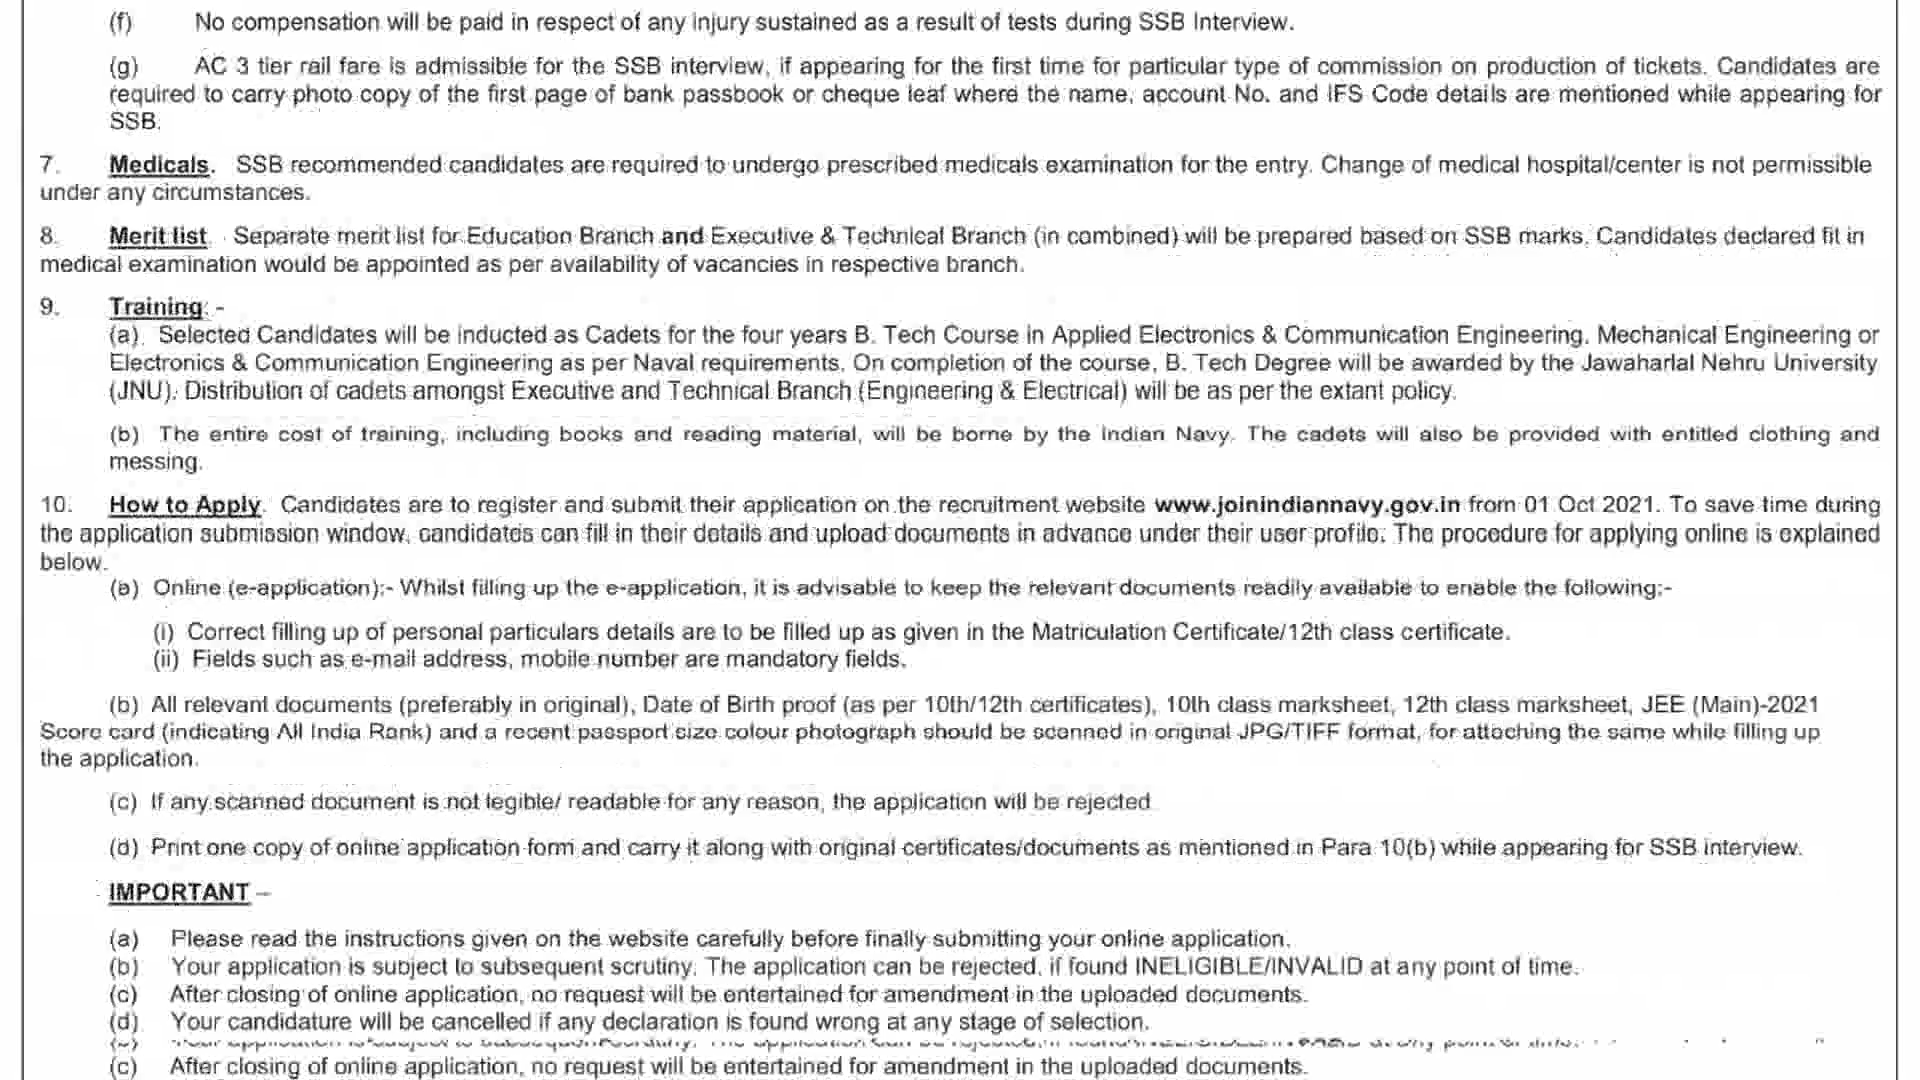 (f) No compensation will be paid in respect of any injury sustained as a result of tests during SSB Interview.
(g) AC 3 tier rail fare is admissible for the SSB interview, if appearing for the first time for particular type of commission on production of tickets. Candidates are
required to carry photo copy of the first page of bank passbook or cheque leaf where the name, account No. and IFS Code details are mentioned while appearing for
SSB.
7. Medicals. SSB recommended candidates are required to undergo prescribed medicals examination for the entry. Change of medical hospital/center is not permissible
under any circumstances.
8. Merit list. Separate merit list for Education Branch and Executive & Technical Branch (in combined) will be prepared based on SSB marks. Candidates declared fit in
medical examination would be appointed as per availability of vacancies in respective branch.
9. Training: -
(a) Selected Candidates will be inducted as Cadets for the four years B. Tech Course in Applied Electronics & Communication Engineering, Mechanical Engineering or
Electronics & Communication Engineering as per Naval requirements. On completion of the course, B. Tech Degree will be awarded by the Jawaharlal Nehru University
(JNU). Distribution of cadets amongst Executive and Technical Branch (Engineering & Electrical) will be as per the extant policy.
(b) The entire cost of training, including books and reading material, will be borne by the Indian Navy. The cadets will also be provided with entitled clothing and
messing.
10. How to Apply. Candidates are to register and submit their application on the recruitment website www.joinindiannavy.gov.in from 01 Oct 2021. To save time during
the application submission window, candidates can fill in their details and upload documents in advance under their user profile. The procedure for applying online is explained
below.
(a) Online (e-application):- Whilst filling up the e-application, it is advisable to keep the relevant documents readily available to enable the following:-
(i) Correct filling up of personal particulars details are to be filled up as given in the Matriculation Certificate/12th class certificate.
(ii) Fields such as e-mail address, mobile number are mandatory fields.
(b) All relevant documents (preferably in original), Date of Birth proof (as per 10th/12th certificates), 10th class marksheet, 12th class marksheet, JEE (Main)-2021
Score card (indicating All India Rank) and a recent passport size colour photograph should be scanned in original JPG/TIFF format, for attaching the same while filling up
the application.
(c) If any scanned document is not legible/ readable for any reason, the application will be rejected
(d) Print one copy of online application form and carry it along with original certificates/documents as mentioned in Para 10(b) while appearing for SSB interview.
IMPORTANT –
(a) Please read the instructions given on the website carefully before finally submitting your online application.
(b) Your application is subject to subsequent scrutiny. The application can be rejected, if found INELIGIBLE/INVALID at any point of time.
(c) After closing of online application, no request will be entertained for amendment in the uploaded documents.
(d) Your candidature will be cancelled if any declaration is found wrong at any stage of selection.
(c) After closing of online application, no request will be entertained for amendment in the uploaded documents.